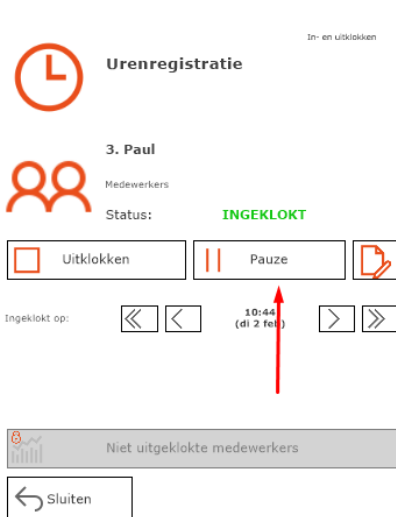 In- en uitklokken
Urenregistratie
3. Paul
Medewerkers
Status: INGEKLOKT
Uitklokken Pauze
Ingeklokt op: 10:44
(di 2 feb)
Niet uitgeklokte medewerkers
Sluiten